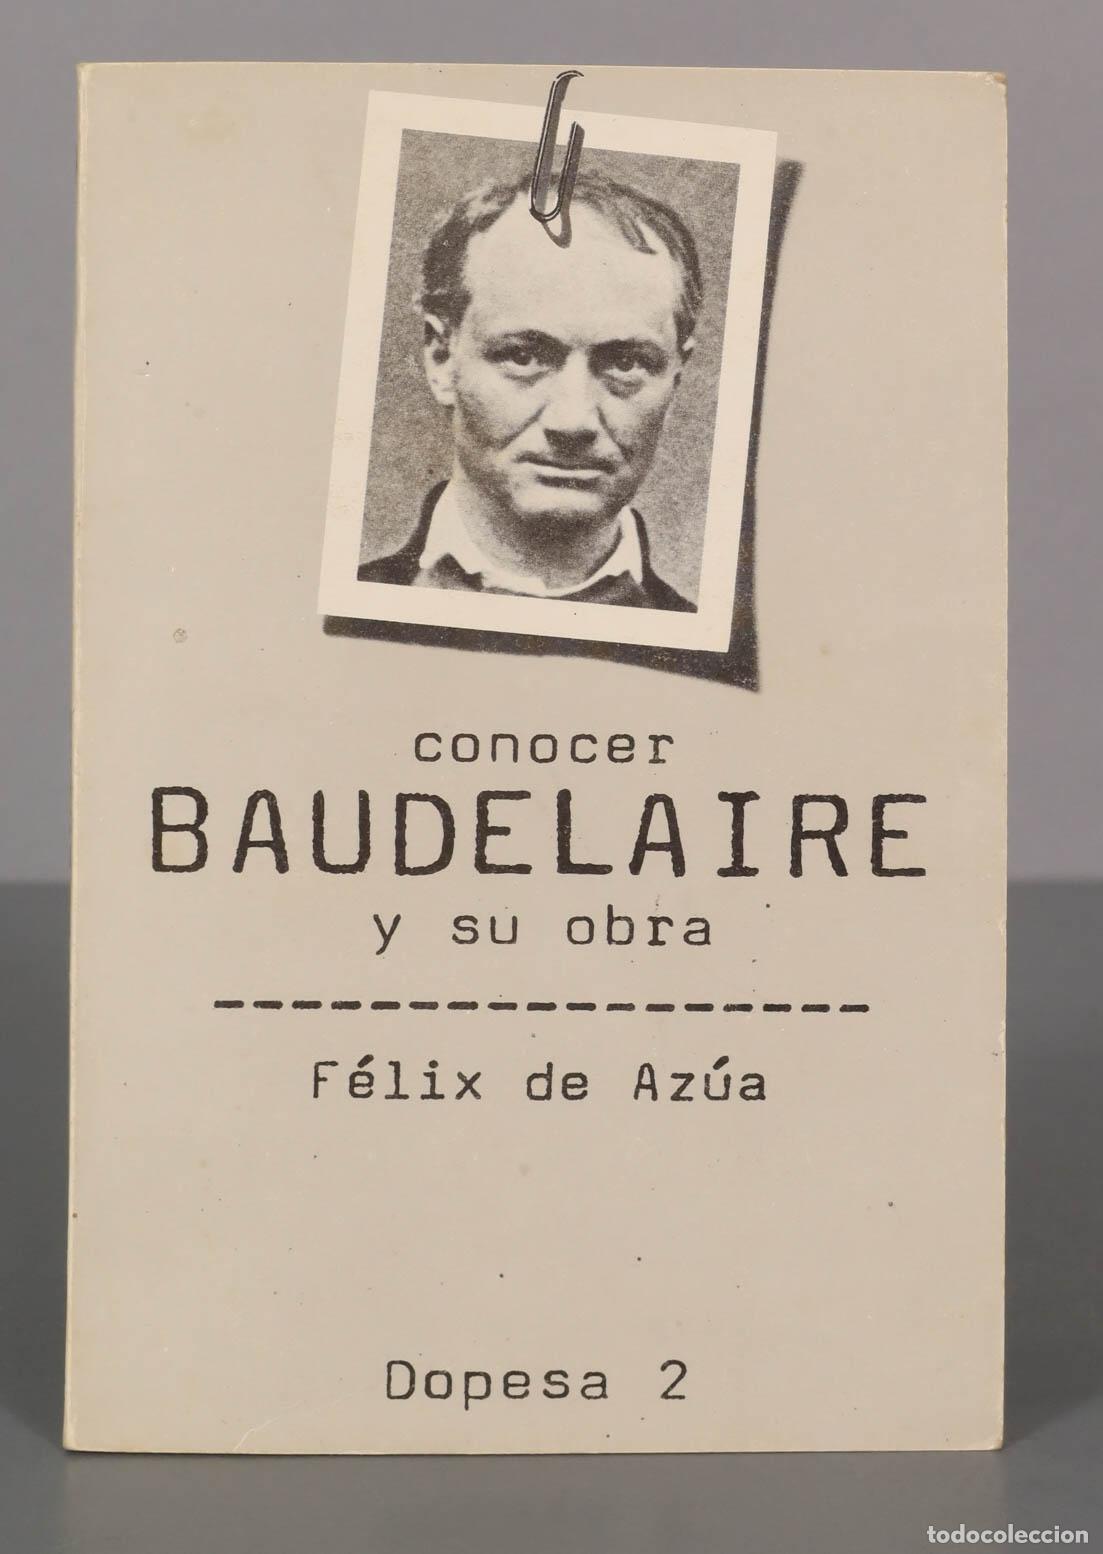 conocer
BAUDELAIRE
y su obra
-----------------
Félix de Azúa
Dopesa 2
todocoleccion